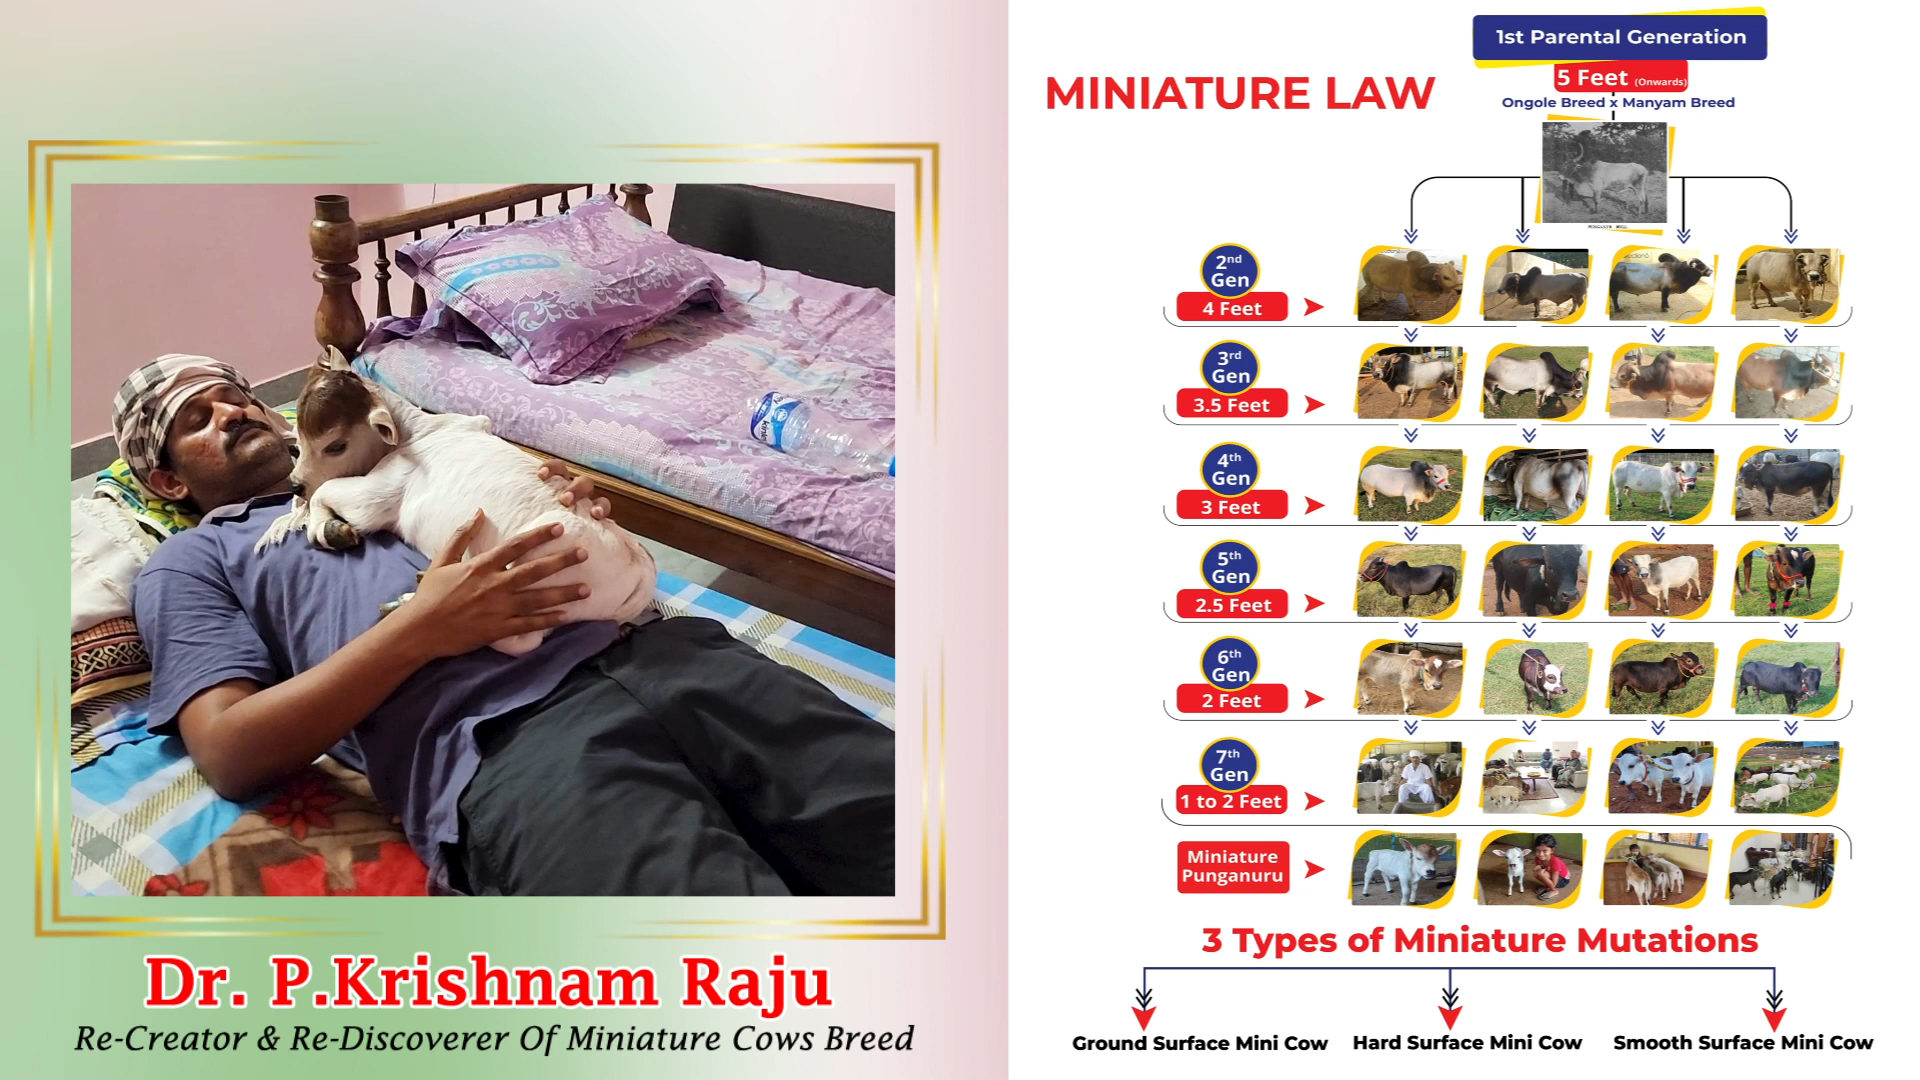 Dr. P.Krishnam Raju
Re-Creator & Re-Discoverer Of Miniature Cows Breed
MINIATURE LAW
1st Parental Generation
5 Feet (Onwards)
Ongole Breed x Manyam Breed
2nd
Gen
4 Feet
3rd
Gen
3.5 Feet
4th
Gen
3 Feet
5th
Gen
2.5 Feet
6th
Gen
2 Feet
7th
Gen
1 to 2 Feet
Miniature
Punganuru
3 Types of Miniature Mutations
Ground Surface Mini Cow
Hard Surface Mini Cow
Smooth Surface Mini Cow